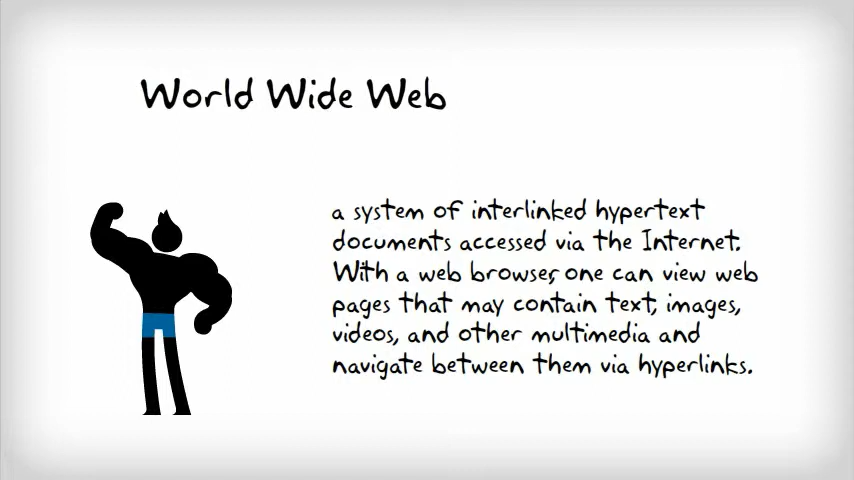 World Wide Web
a system of interlinked hypertext
documents accessed via the Internet.
With a web browser, one can view web
pages that may contain text, images,
videos, and other multimedia and
navigate between them via hyperlinks.